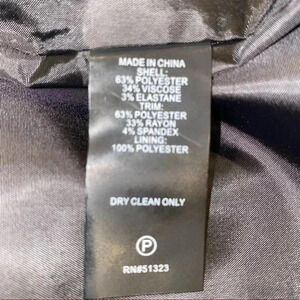 MADE IN CHINA
SHELL:
63% POLYESTER
34% VISCOSE
3% ELASTANE
TRIM:
63% POLYESTER
33% RAYON
4% SPANDEX
LINING:
100% POLYESTER
DRY CLEAN ONLY
P
RN#51323